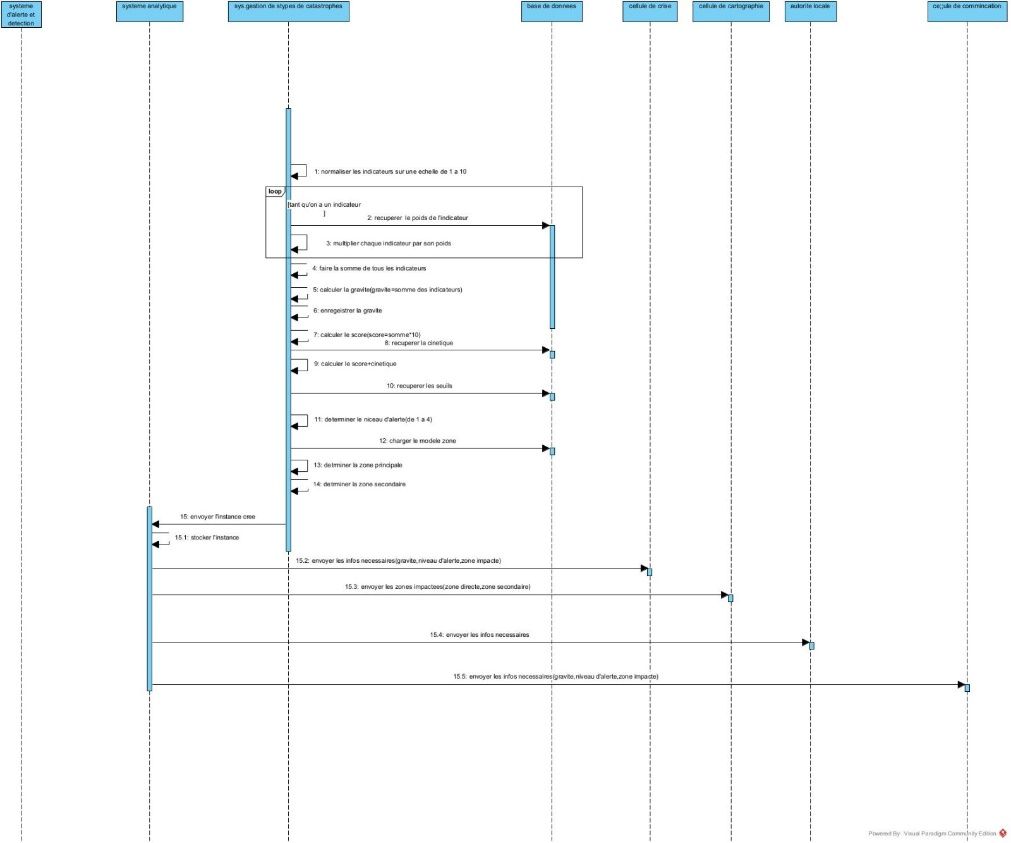 systeme
d'alerte et
detection
systeme analytique
sys.gestion de stypes de catastrophes
base de donnees
cellule de crise
cellule de cartographie
autorite locale
ce;;ule de commincation
1: normaliser les indicateurs sur une echelle de 1 a 10
loop
[tant qu'on a un indicateur
]
2: recuperer le poids de l'indicateur
3: multiplier chaque indicateur par son poids
4: faire la somme de tous les indicateurs
5: calculer la gravite(gravite=somme des indicateurs)
6: enregeistrer la gravite
7: calculer le score(score=somme*10)
8: recuperer la cinetique
9: calculer le score+cinetique
10: recuperer les seuils
11: determiner le niceau d'alerte(de 1 a 4)
12: charger le modele zone
13: detrminer la zone principale
14: detrminer la zone secondaire
15: envoyer l'instance cree
15.1: stocker l'instance
15.2: envoyer les infos necessaires(gravite,niveau d'alerte,zone impacte)
15.3: envoyer les zones impactees(zone directe,zone secondaire)
15.4: envoyer les infos necessaires
15.5: envoyer les infos necessaires(gravite,niveau d'alerte,zone impacte)
Powered By: Visual Paradigm Community Edition